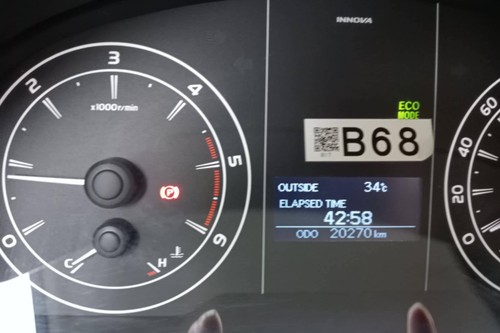 INNOVA
3
2
4
x1000r/min
5
0
6
C
H
P
ECO
MODE
B68
OUTSIDE 34°c
ELAPSED TIME
42:58
ODO 20270 km
60
40
20
0